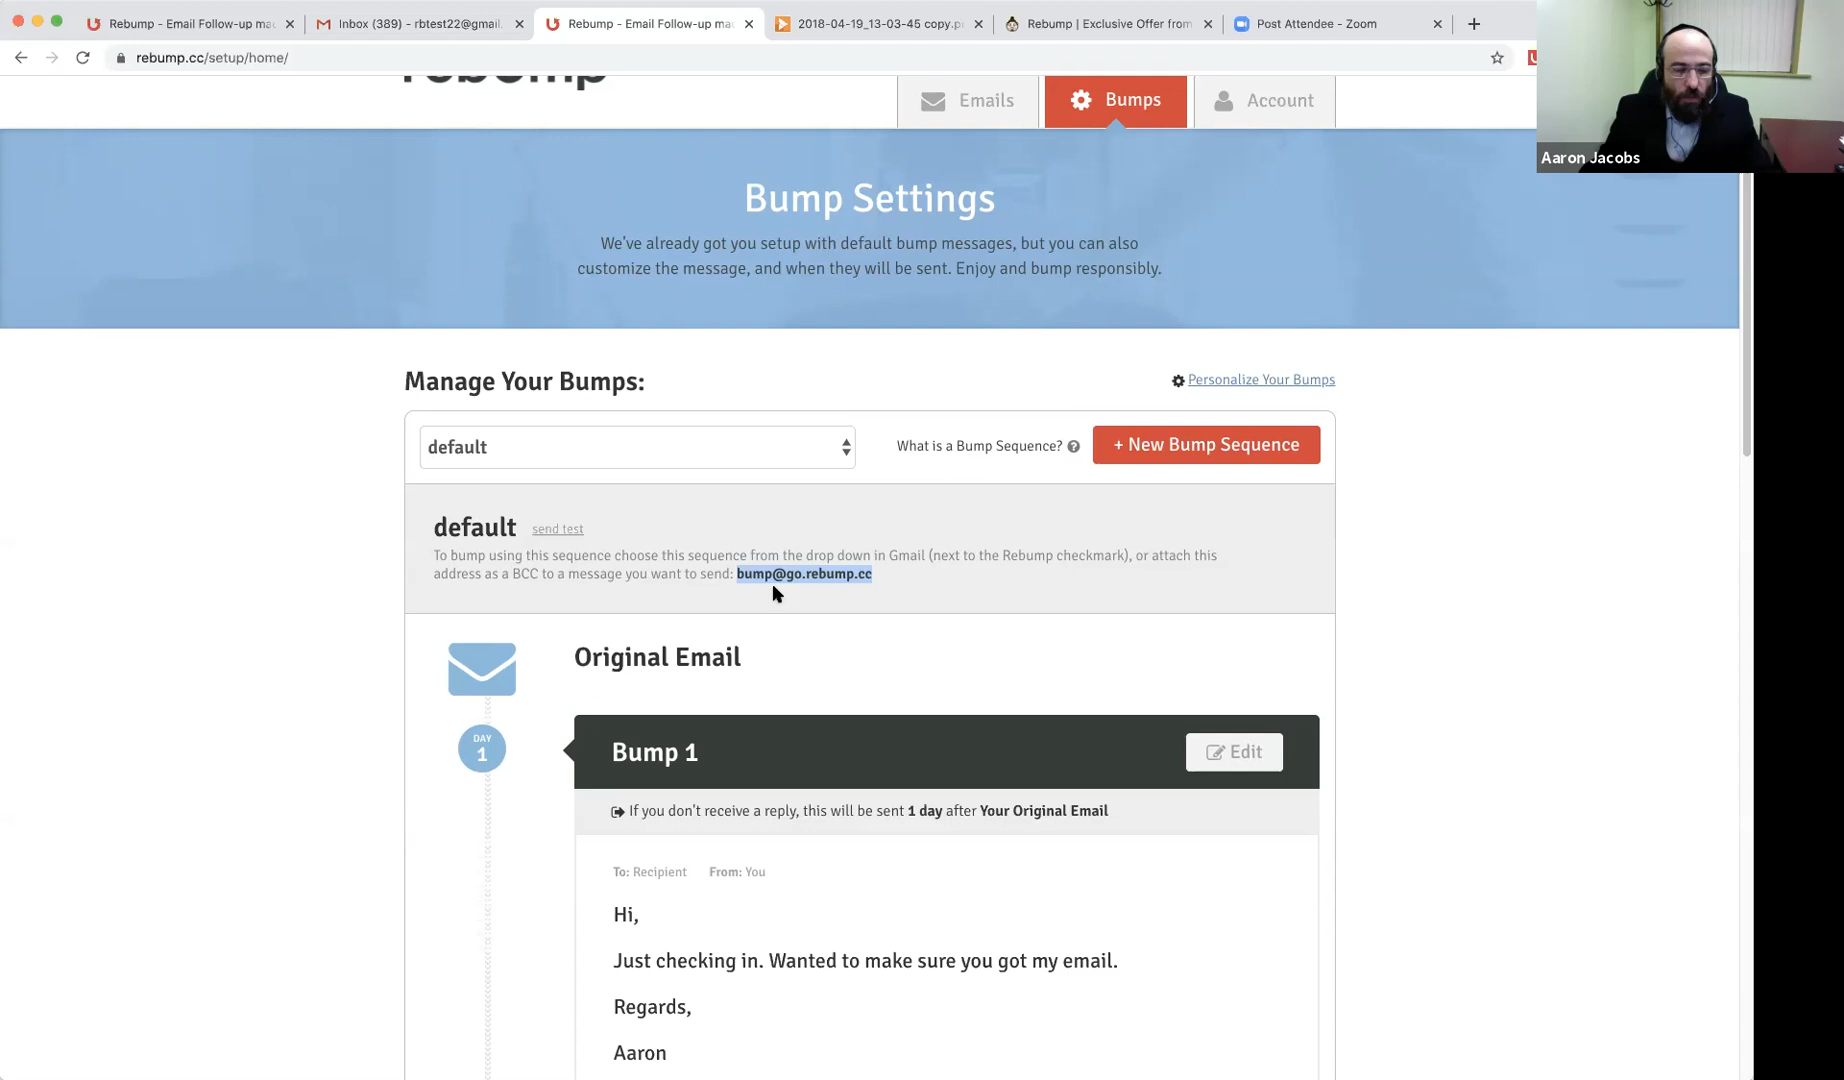 Rebump - Email Follow-up mac
Inbox (389) - rbtest22@gmail.
Rebump - Email Follow-up mac
2018-04-19_13-03-45 copy.p
Rebump | Exclusive Offer from
Post Attendee - Zoom
rebump.cc/setup/home/
rebump
Emails
Bumps
Account
Aaron Jacobs
Bump Settings
We've already got you setup with default bump messages, but you can also
customize the message, and when they will be sent. Enjoy and bump responsibly.
Manage Your Bumps:
Personalize Your Bumps
default
What is a Bump Sequence?
+ New Bump Sequence
default send test
To bump using this sequence choose this sequence from the drop down in Gmail (next to the Rebump checkmark), or attach this
address as a BCC to a message you want to send: bump@go.rebump.cc
Original Email
DAY
1
Bump 1
Edit
If you don't receive a reply, this will be sent 1 day after Your Original Email
To: Recipient From: You
Hi,
Just checking in. Wanted to make sure you got my email.
Regards,
Aaron